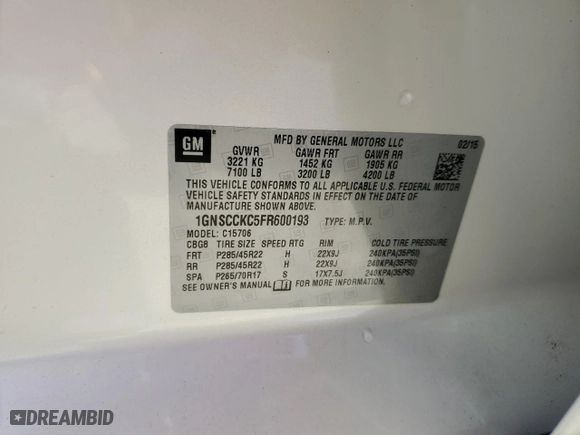 GM
MFD BY GENERAL MOTORS LLC 02/15
GVWR GAWR FRT GAWR RR
3221 KG 1452 KG 1905 KG
7100 LB 3200 LB 4200 LB
THIS VEHICLE CONFORMS TO ALL APPLICABLE U.S. FEDERAL MOTOR
VEHICLE SAFETY STANDARDS IN EFFECT ON THE DATE
OF MANUFACTURE SHOWN ABOVE.
1GNSCCKC5FR600193 TYPE: M.P.V.
MODEL: C15706
CBGB TIRE SIZE SPEED RTG RIM COLD TIRE PRESSURE
FRT P285/45R22 H 22X9J 240KPA(35PSI)
RR P285/45R22 H 22X9J 240KPA(35PSI)
SPA P265/70R17 S 17X7.5J 240KPA(35PSI)
SEE OWNER'S MANUAL FOR MORE INFORMATION.
DREAMBID